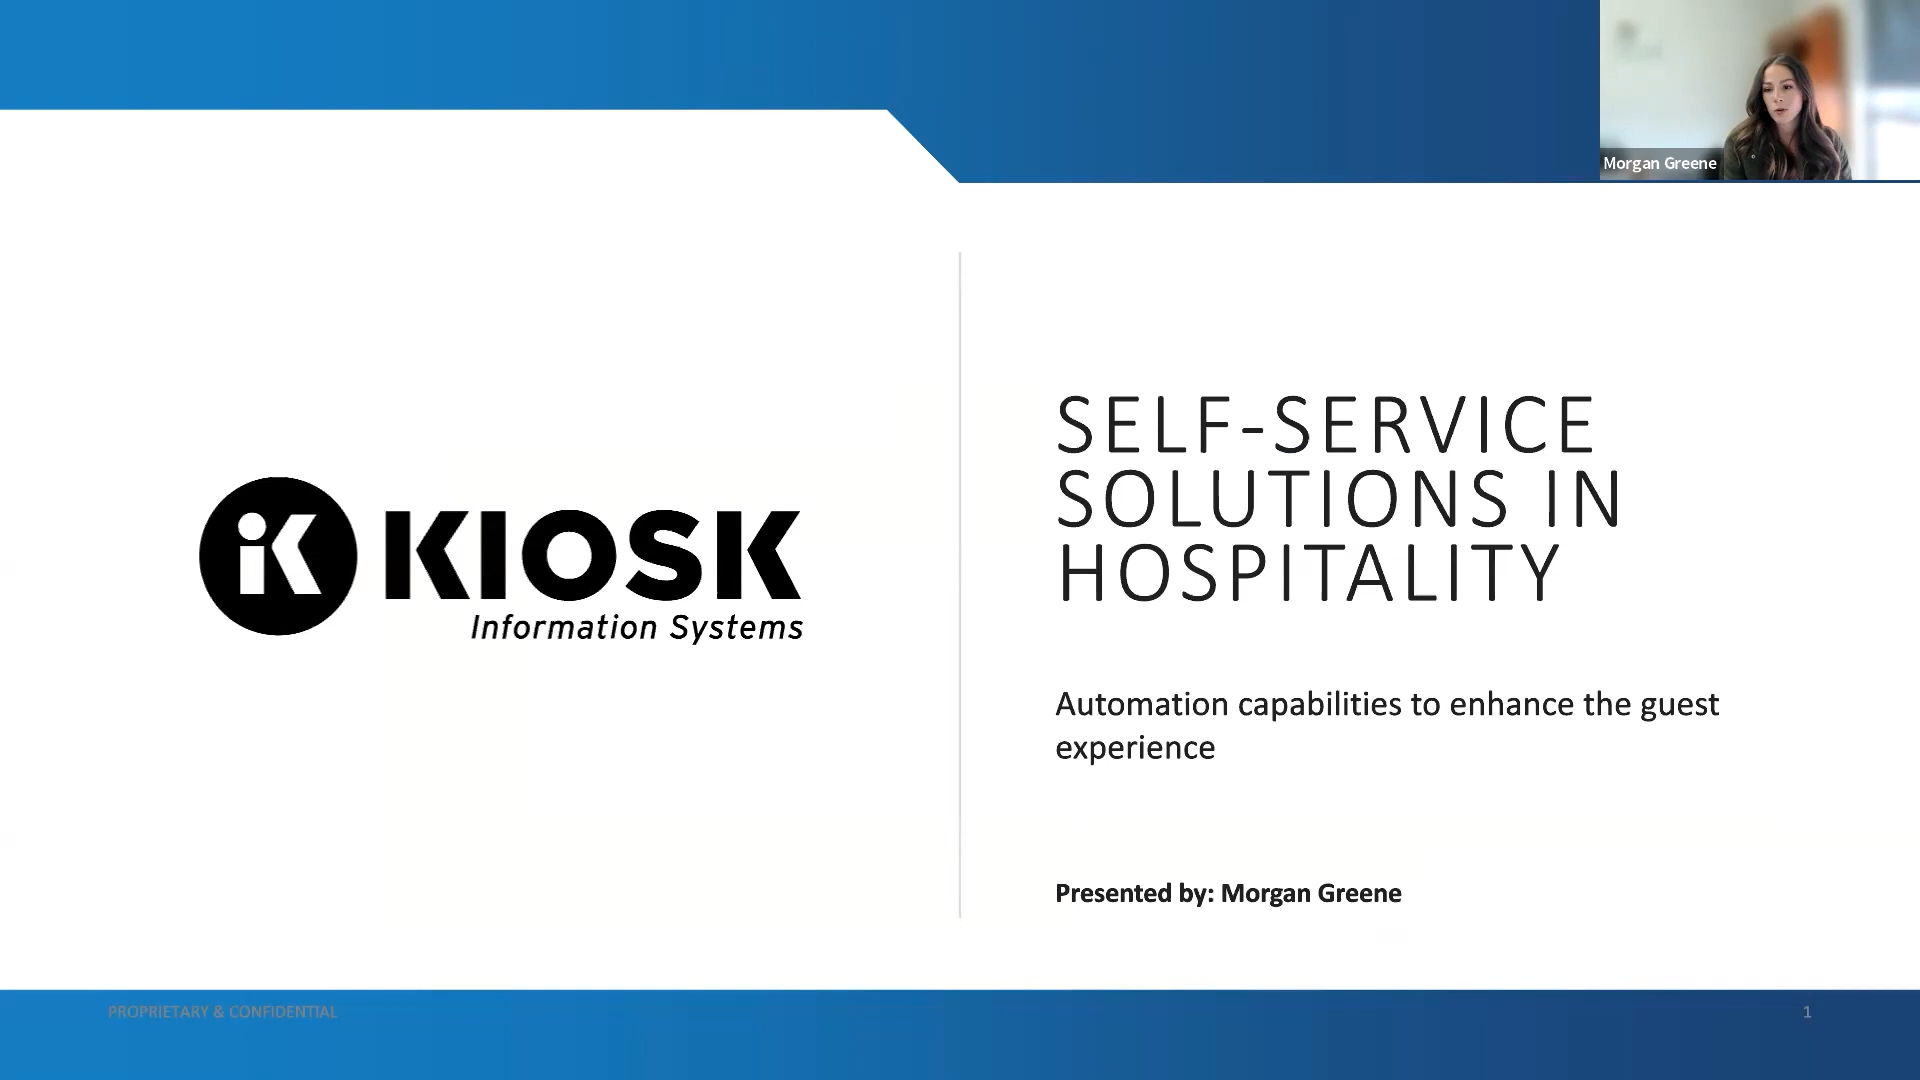 Morgan Greene
iK KIOSK
Information Systems
SELF-SERVICE
SOLUTIONS IN
HOSPITALITY
Automation capabilities to enhance the guest
experience
Presented by: Morgan Greene
PROPRIETARY & CONFIDENTIAL
1